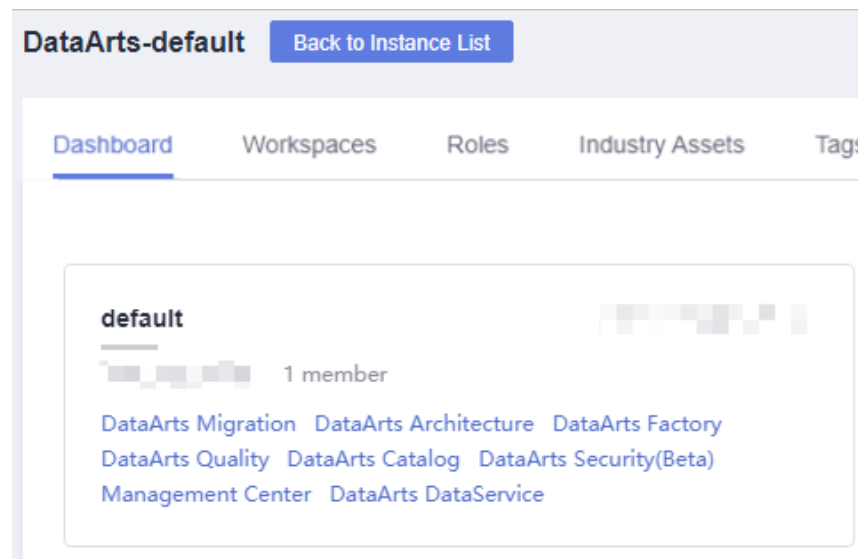 DataArts-default Back to Instance List
Dashboard Workspaces Roles Industry Assets
default
1 member
DataArts Migration DataArts Architecture DataArts Factory
DataArts Quality DataArts Catalog DataArts Security(Beta)
Management Center DataArts DataService